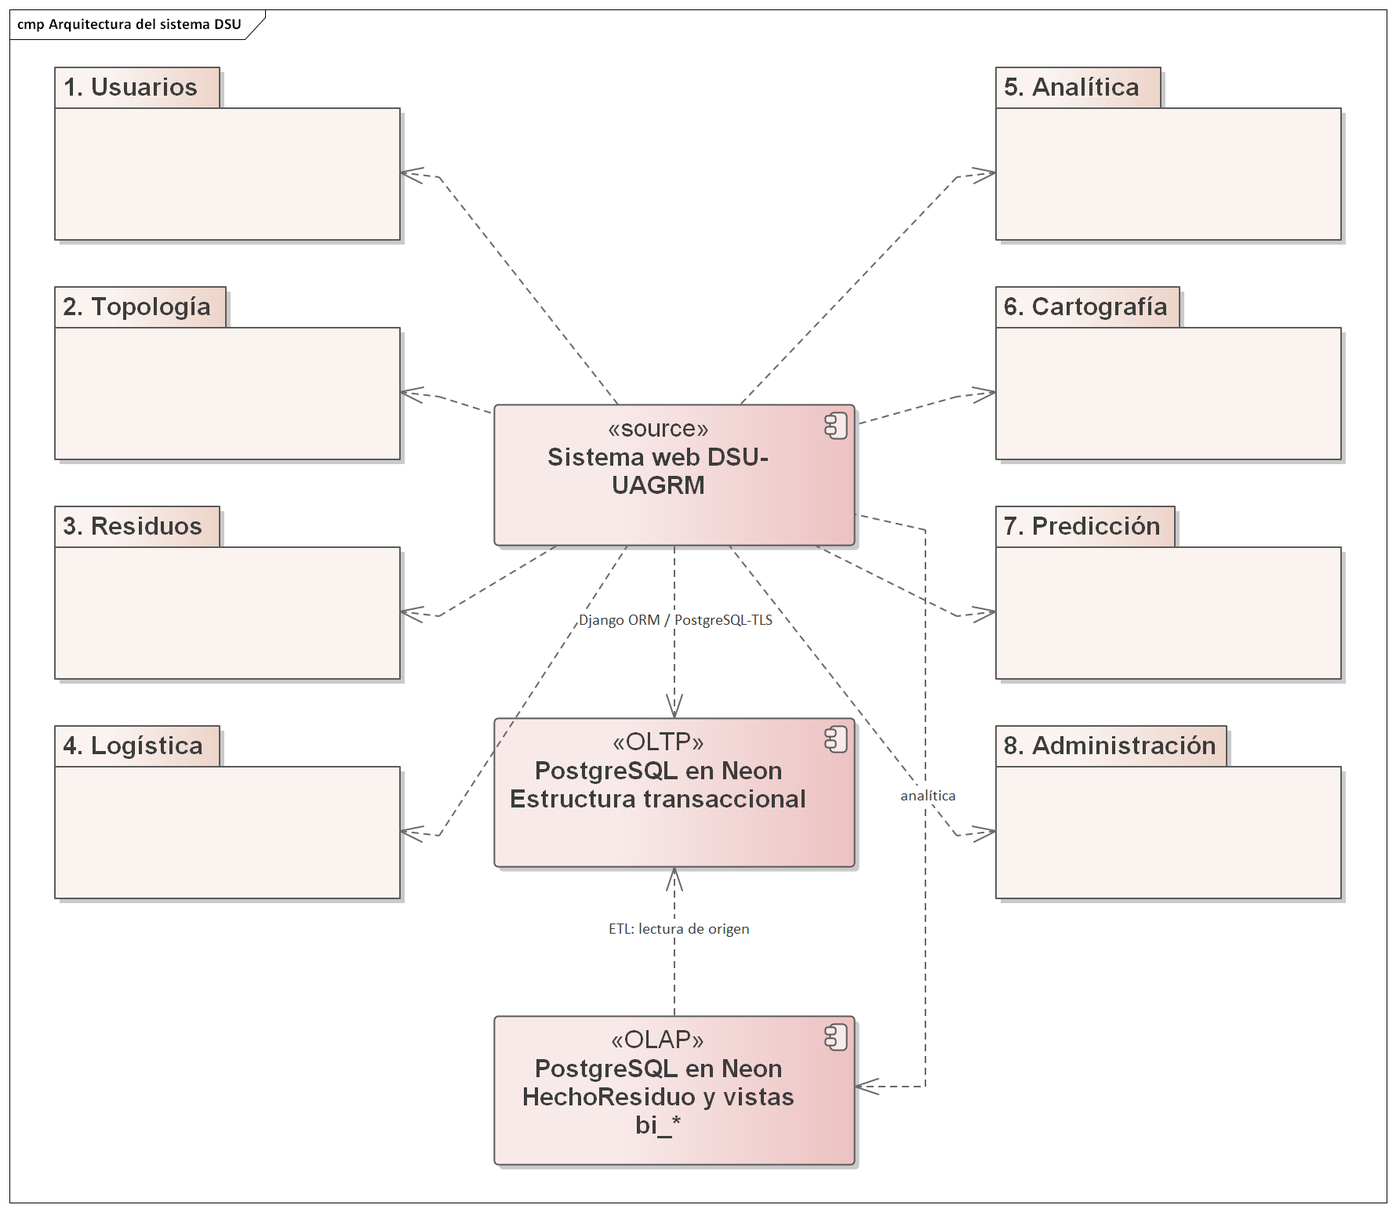 cmp Arquitectura del sistema DSU
1. Usuarios
5. Analítica
2. Topología
6. Cartografía
«source»
Sistema web DSU-
UAGRM
3. Residuos
7. Predicción
Django ORM / PostgreSQL-TLS
4. Logística
8. Administración
«OLTP»
PostgreSQL en Neon
Estructura transaccional
analítica
ETL: lectura de origen
«OLAP»
PostgreSQL en Neon
HechoResiduo y vistas
bi_*